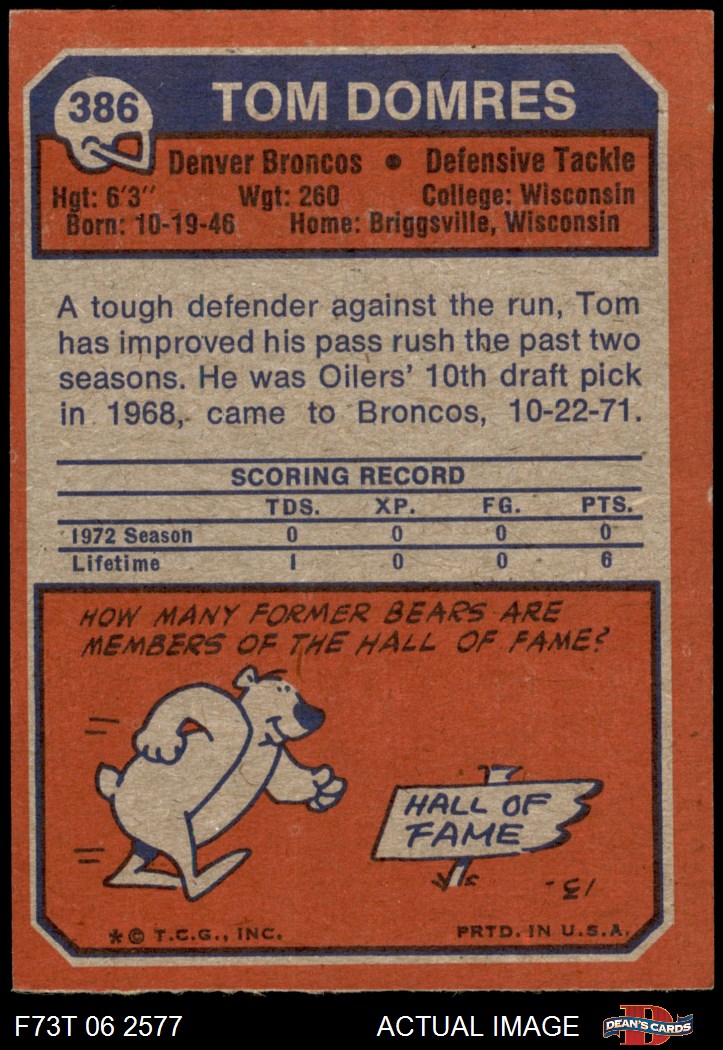 386
TOM DOMRES
Denver Broncos • Defensive Tackle
Hgt: 6'3" Wgt: 260 College: Wisconsin
Born: 10-19-46 Home: Briggsville, Wisconsin
A tough defender against the run, Tom
has improved his pass rush the past two
seasons. He was Oilers' 10th draft pick
in 1968, came to Broncos, 10-22-71.
SCORING RECORD
TDS. XP. FG. PTS.
1972 Season 0 0 0 0
Lifetime 1 0 0 6
HOW MANY FORMER BEARS ARE
MEMBERS OF THE HALL OF FAME?
HALL OF
FAME
13
* © T.C.G., INC. PRTD. IN U.S.A.
F73T 06 2577 ACTUAL IMAGE
D
DEAN'S CARDS